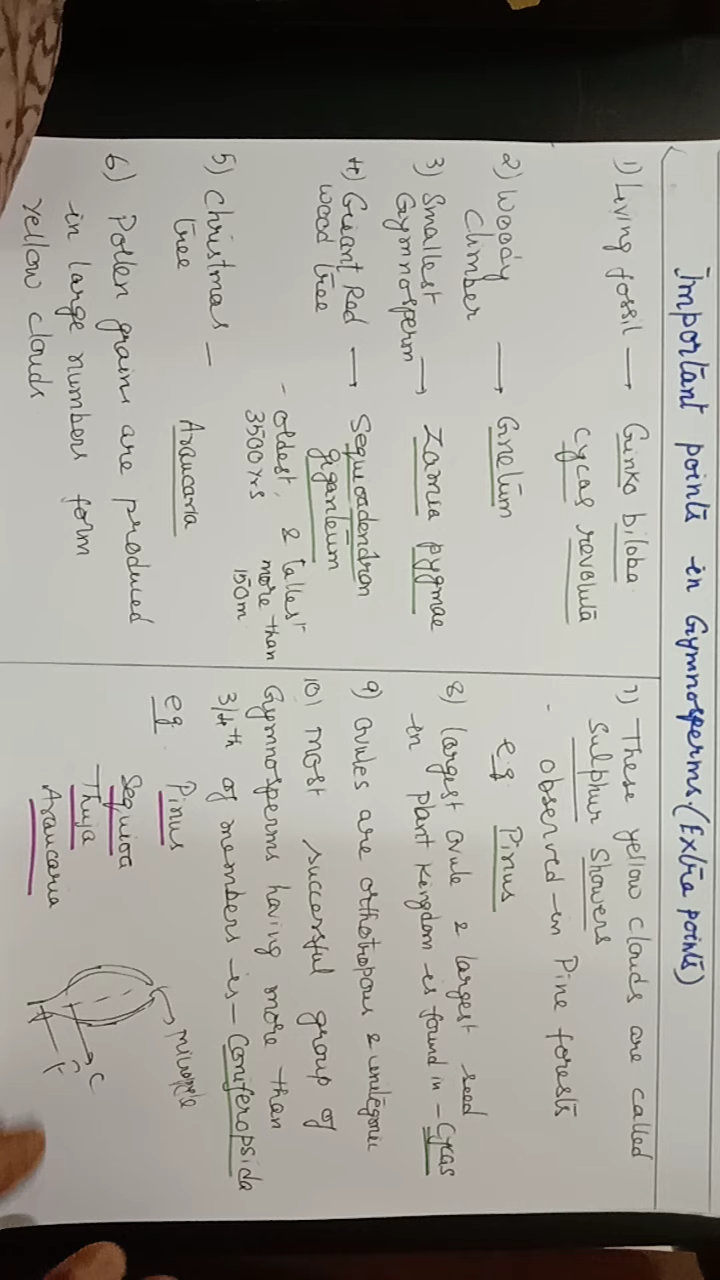 Important points in Gymnosperms. (Extra points)
1) Living fossil → Ginko biloba
Cycas revoluta
2) Woody → Gnetum
climber
3) Smallest → Zamia pygmae
Gymnosperm
4) Giant Red → Sequoiadendron
wood tree giganteum
- oldest, & tallest
3500 yrs more than
150m
5) Christmas - Araucaria
tree
6) Pollen grains are produced
in large numbers form
yellow clouds
7) These yellow clouds are called
Sulphur Showers
- observed in Pine forests
e.g Pinus
8) largest ovule & largest seed
in plant kingdom is found in - Cycas
9) ovules are orthotropous & unitegmic
10) most successful group of
Gymnosperms having more than
3/4th of members is - Coniferopsida
eg. Pinus
Sequioa
Thuja
Araucaria
micropyle
C
F